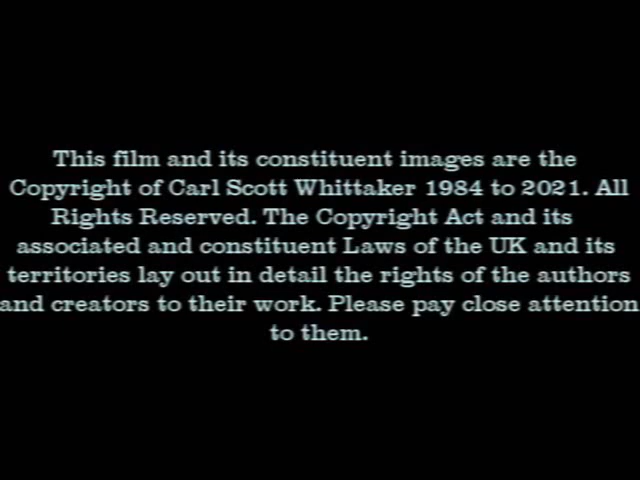 This film and its constituent images are the
Copyright of Carl Scott Whittaker 1984 to 2021. All
Rights Reserved. The Copyright Act and its
associated and constituent Laws of the UK and its
territories lay out in detail the rights of the authors
and creators to their work. Please pay close attention
to them.